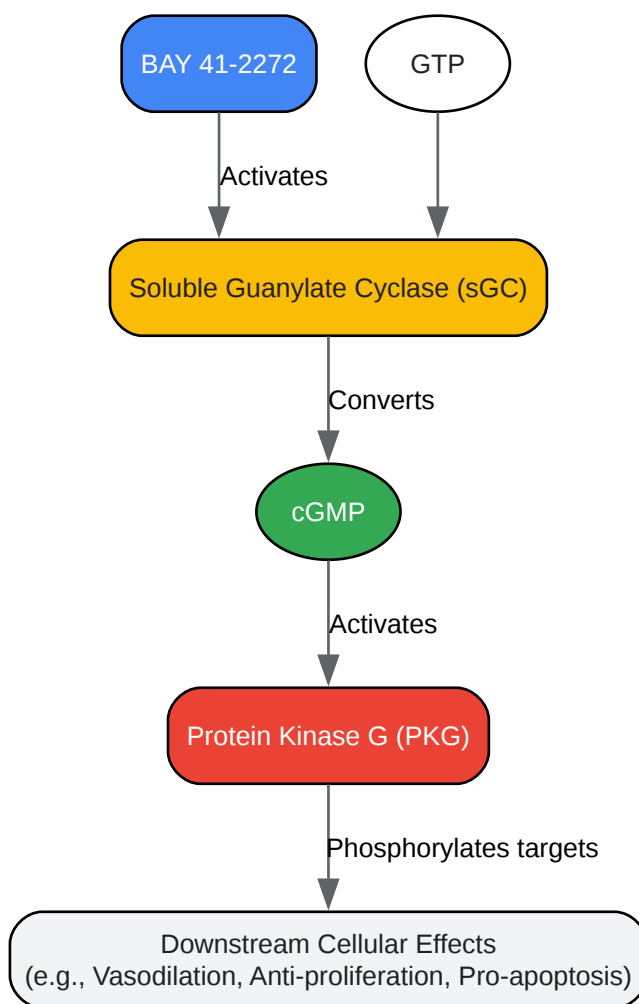 BAY 41-2272
GTP
Activates
Soluble Guanylate Cyclase (sGC)
Converts
cGMP
Activates
Protein Kinase G (PKG)
Phosphorylates targets
Downstream Cellular Effects
(e.g., Vasodilation, Anti-proliferation, Pro-apoptosis)